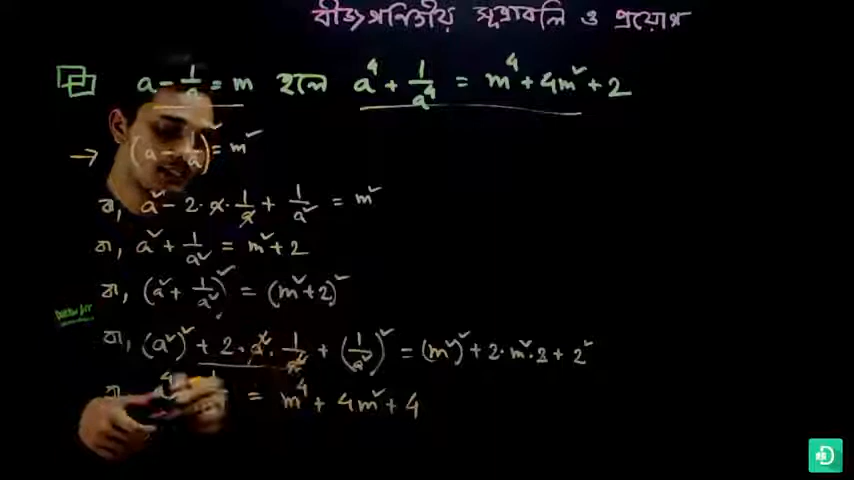 বীজগণিতীয় সূত্রাবলি ও প্রয়োগ
a - 1/a = m হলে a⁴ + 1/a⁴ = m⁴ + 4m² + 2
→ (a - 1/a)² = m²
বা, a² - 2·a·1/a + 1/a² = m²
বা, a² + 1/a² = m² + 2
বা, (a² + 1/a²)² = (m² + 2)²
বা, (a²)² + 2·a²·1/a² + (1/a²)² = (m²)² + 2·m²·2 + 2²
= m⁴ + 4m² + 4